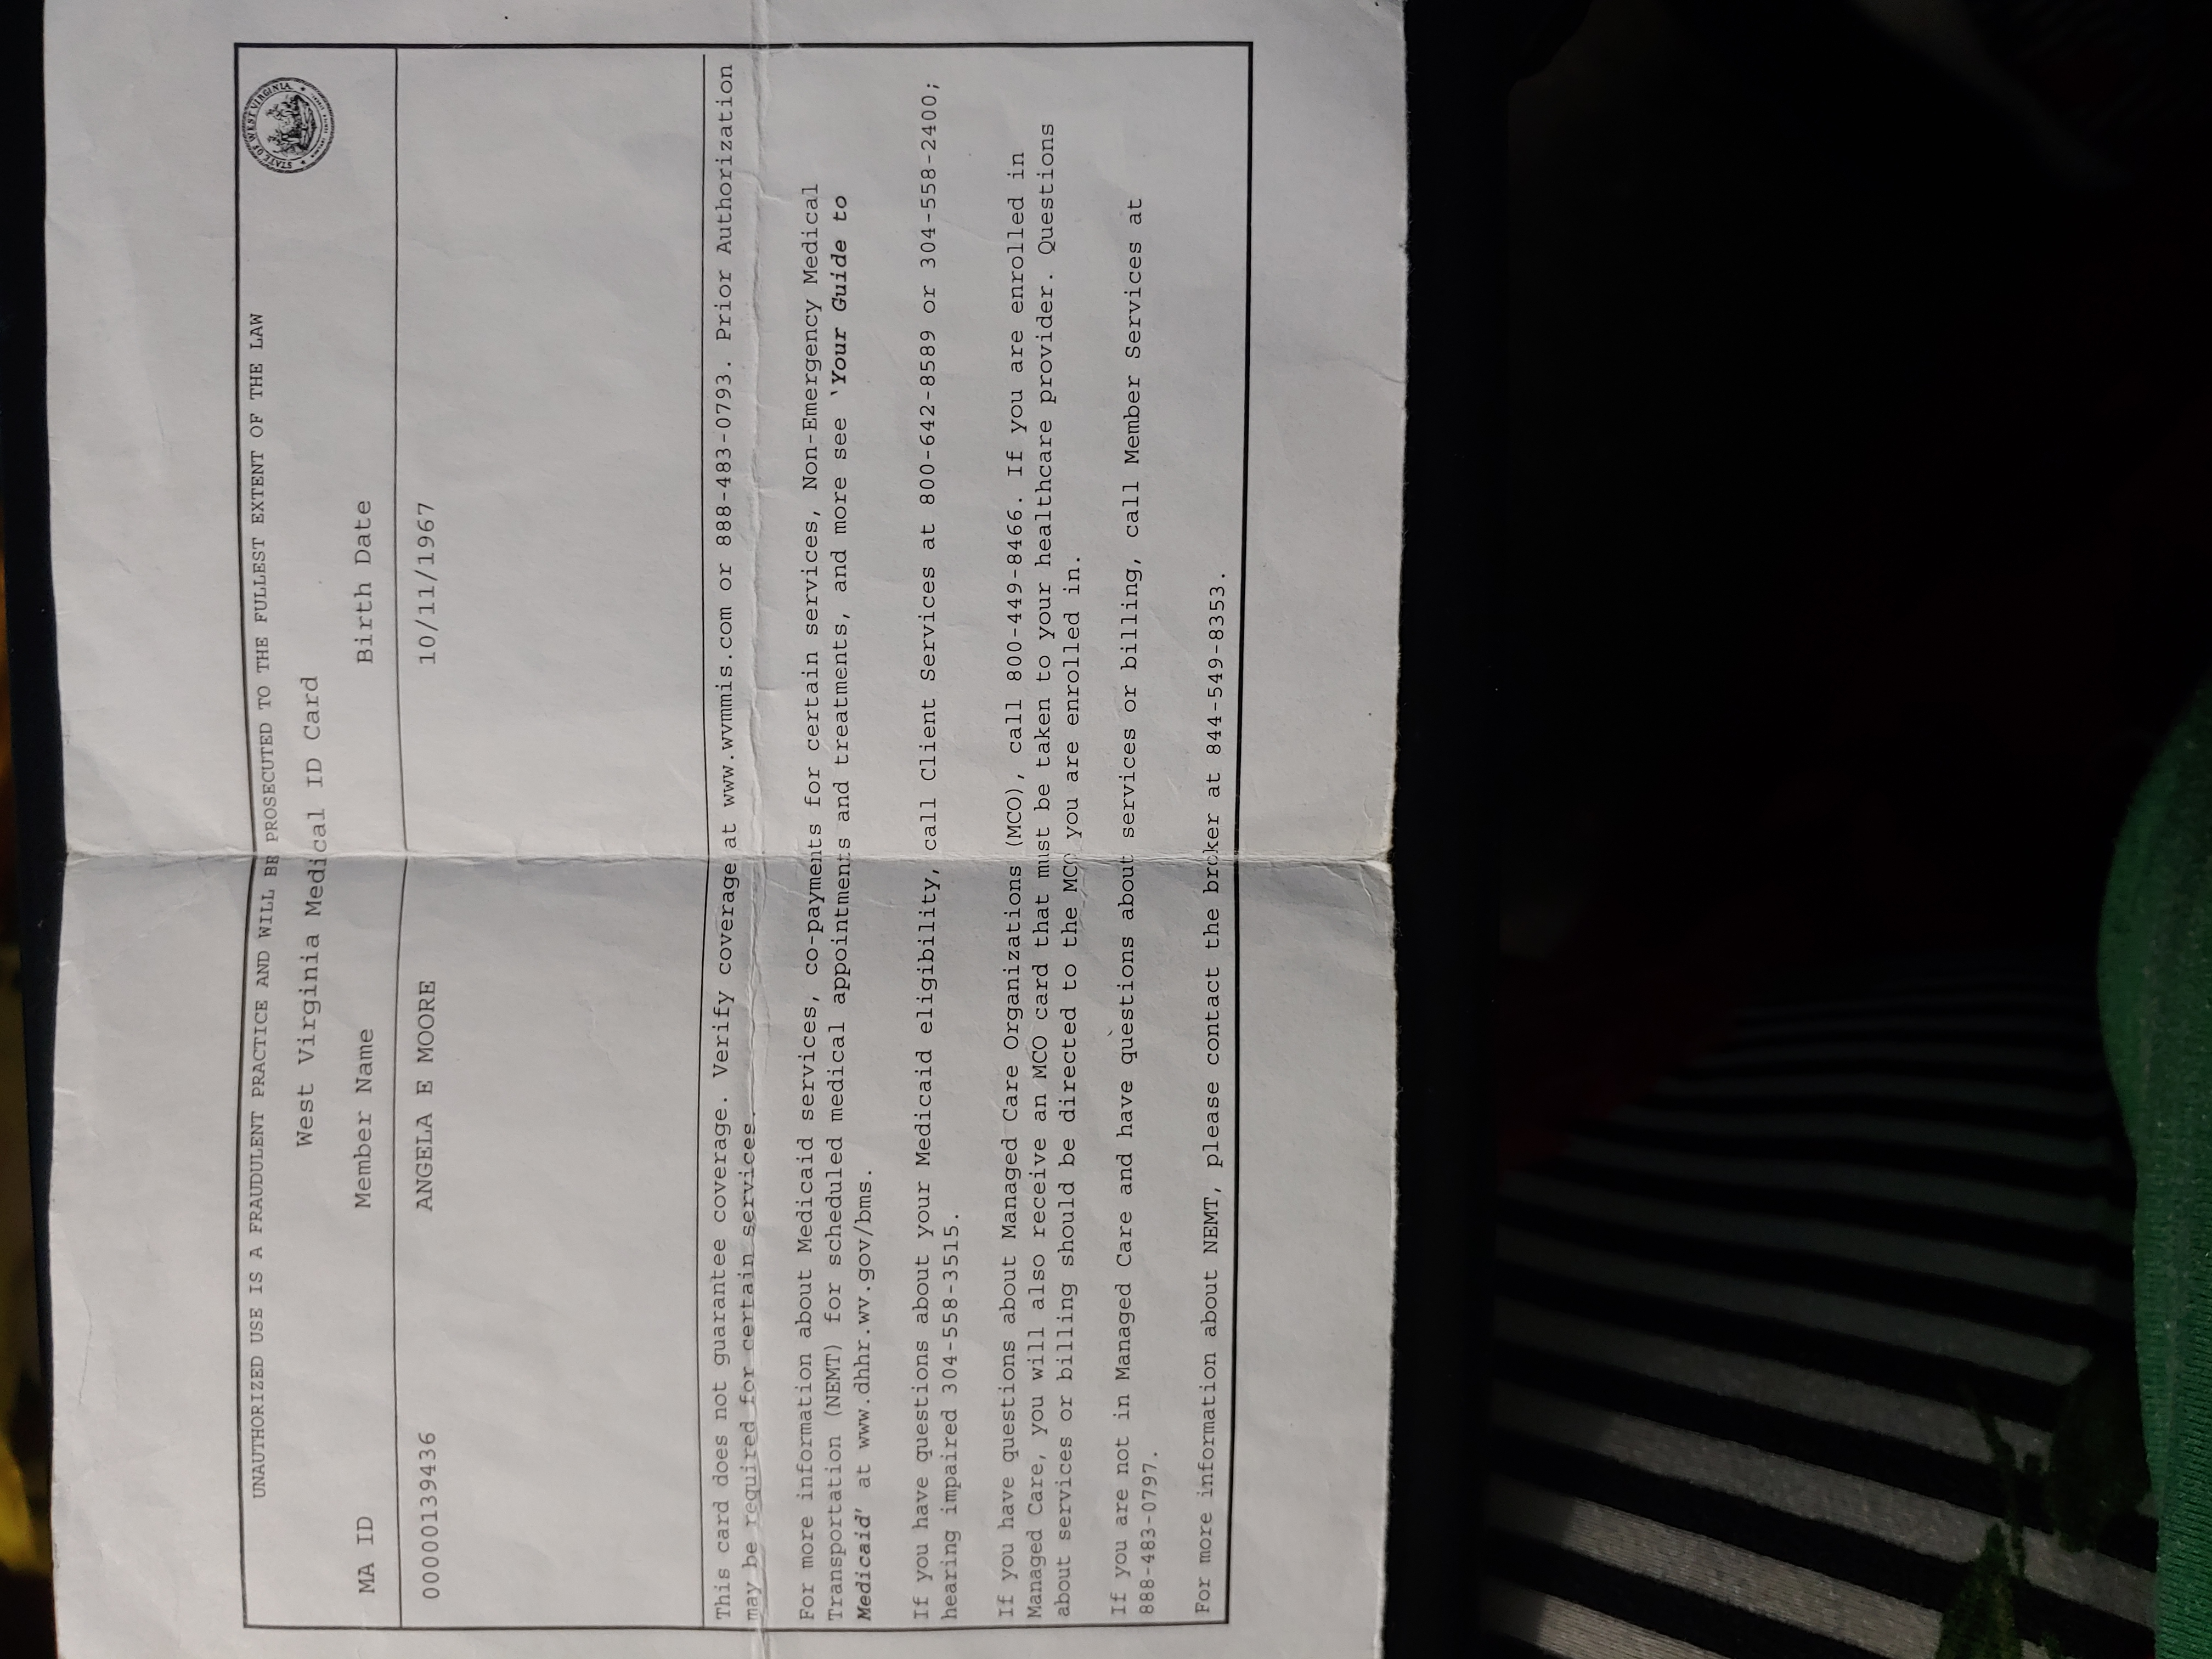 UNAUTHORIZED USE IS A FRAUDULENT PRACTICE AND WILL BE PROSECUTED TO THE FULLEST EXTENT OF THE LAW
STATE OF WEST VIRGINIA
West Virginia Medical ID Card
MA ID Member Name Birth Date
00000139436 ANGELA E MOORE 10/11/1967
This card does not guarantee coverage. Verify coverage at www.wvmmis.com or 888-483-0793. Prior Authorization
may be required for certain services.
For more information about Medicaid services, co-payments for certain services, Non-Emergency Medical
Transportation (NEMT) for scheduled medical appointments and treatments, and more see 'Your Guide to
Medicaid' at www.dhhr.wv.gov/bms.
If you have questions about your Medicaid eligibility, call Client Services at 800-642-8589 or 304-558-2400;
hearing impaired 304-558-3515.
If you have questions about Managed Care Organizations (MCO), call 800-449-8466. If you are enrolled in
Managed Care, you will also receive an MCO card that must be taken to your healthcare provider. Questions
about services or billing should be directed to the MCO you are enrolled in.
If you are not in Managed Care and have questions about services or billing, call Member Services at
888-483-0797.
For more information about NEMT, please contact the broker at 844-549-8353.